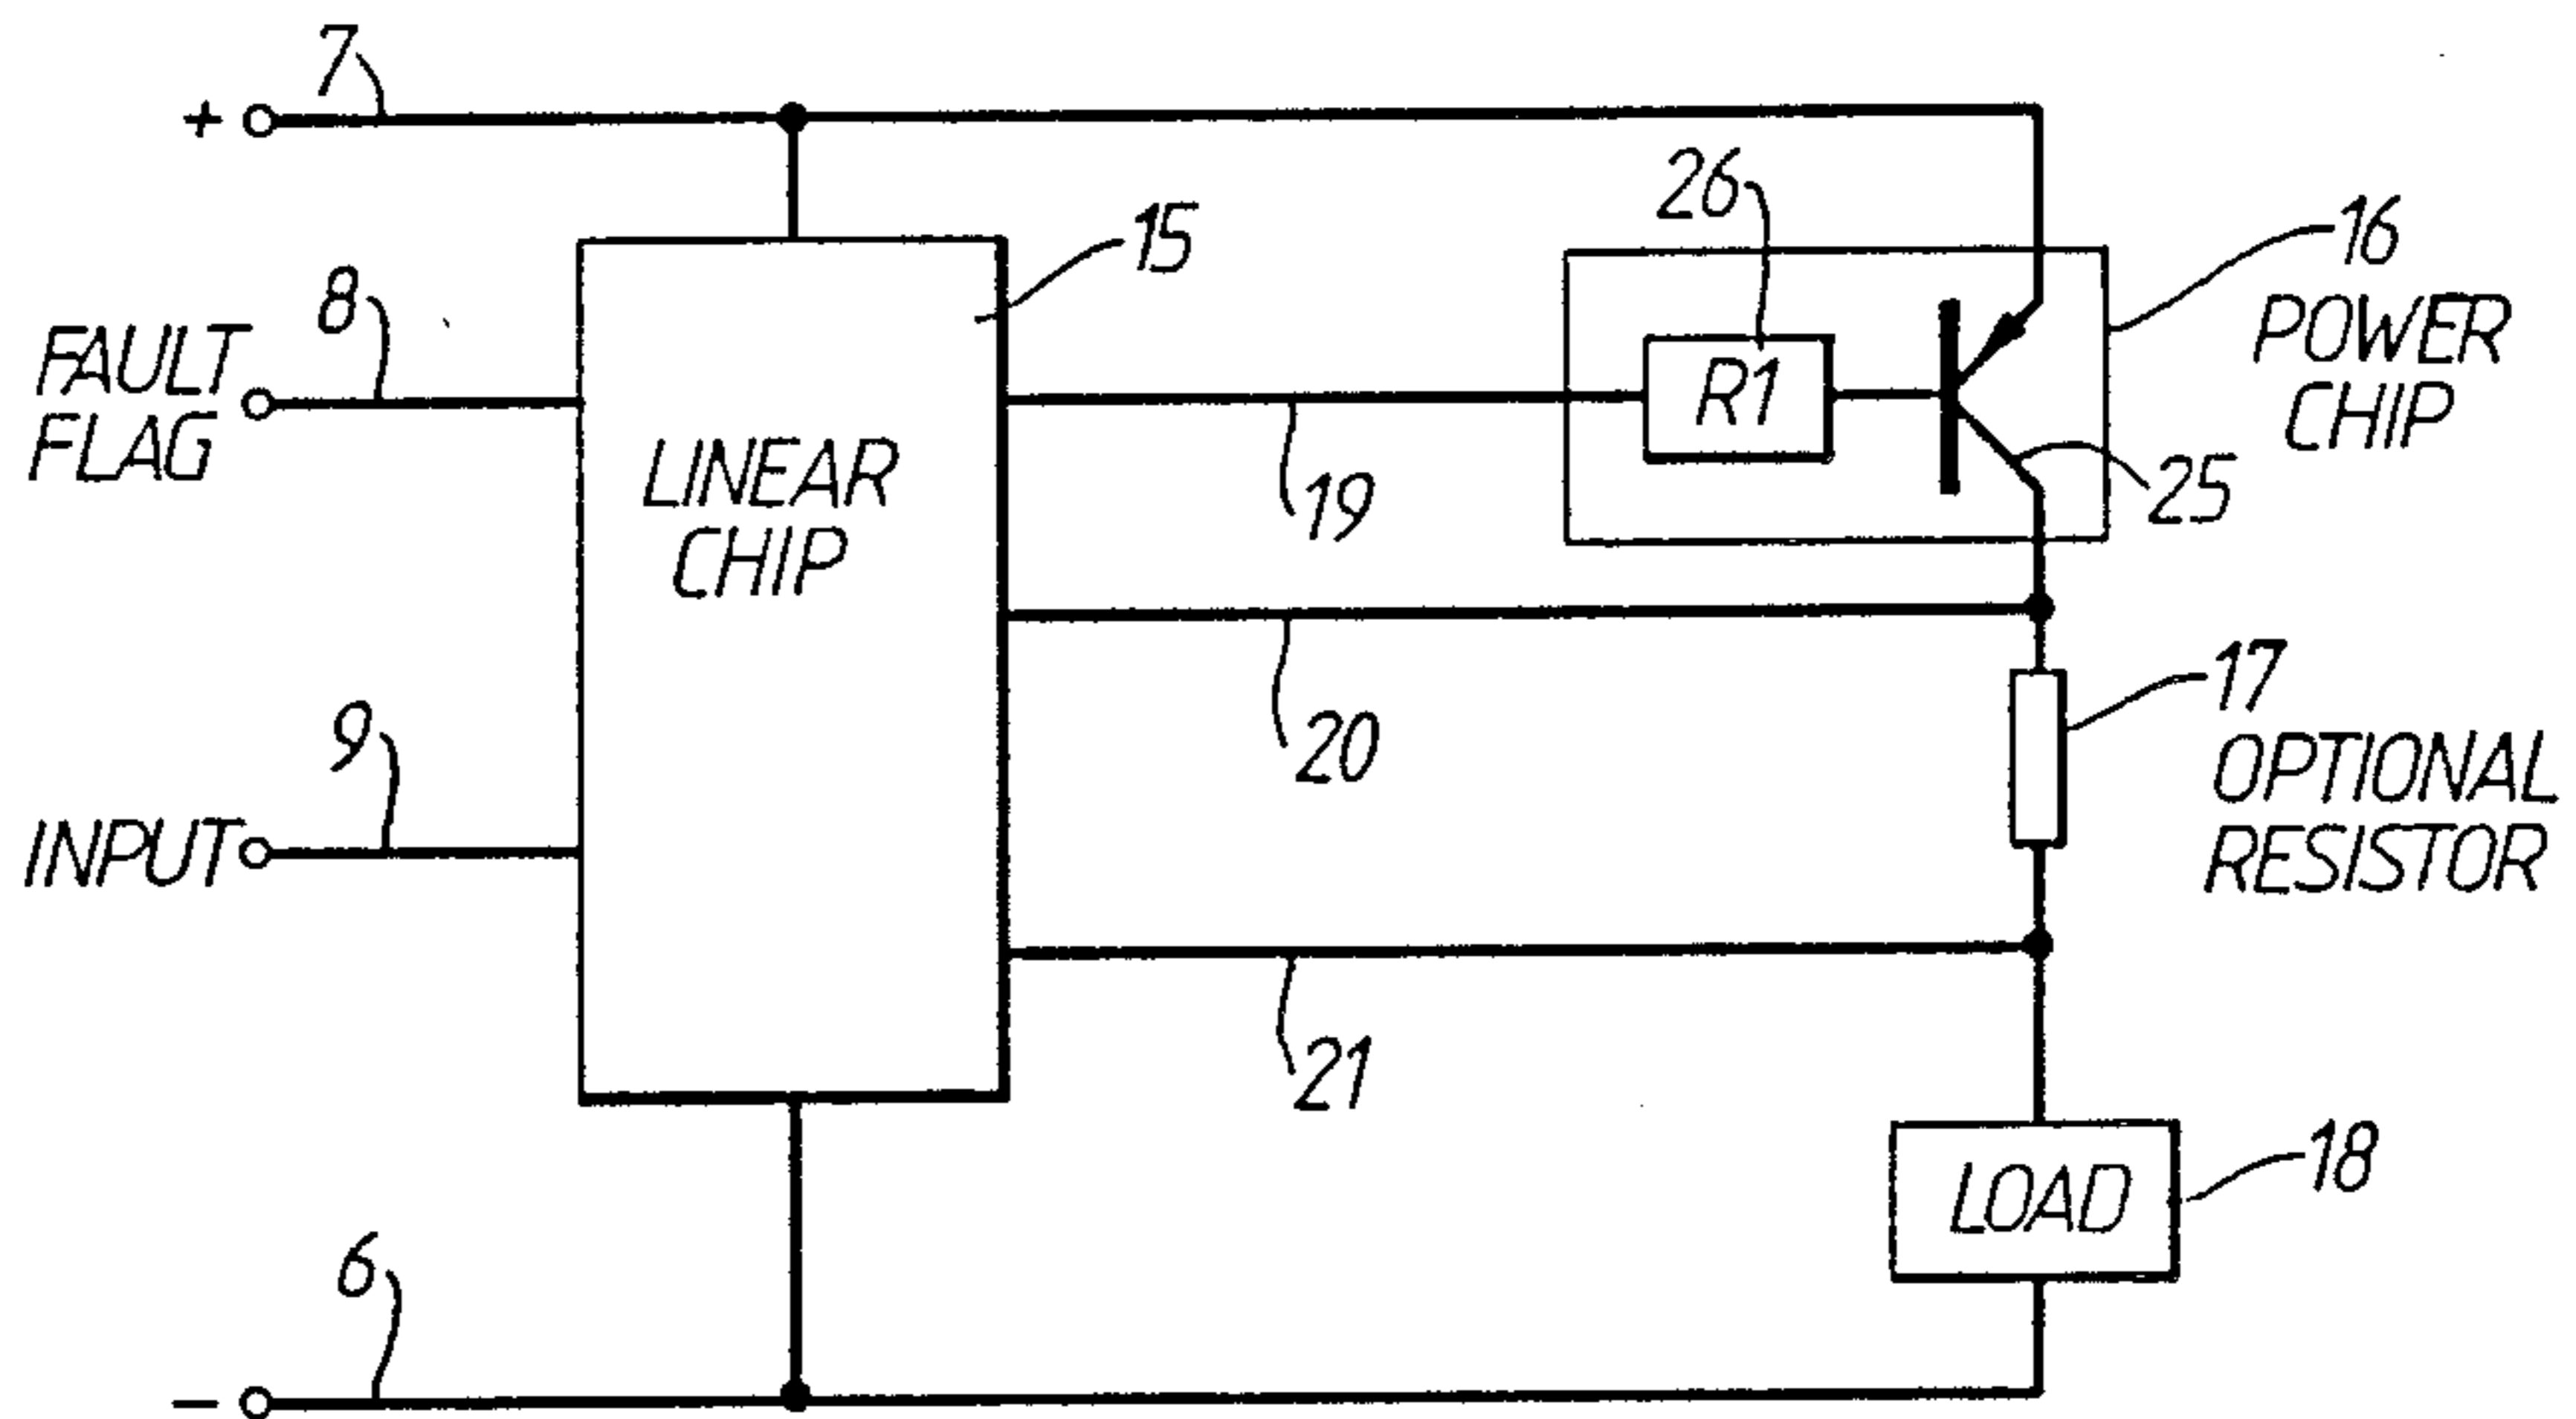 7
+
26
16
15
8
POWER
CHIP
FAULT
FLAG
R1
LINEAR
CHIP
19
25
17
9
20
OPTIONAL
RESISTOR
INPUT
21
18
LOAD
6
-